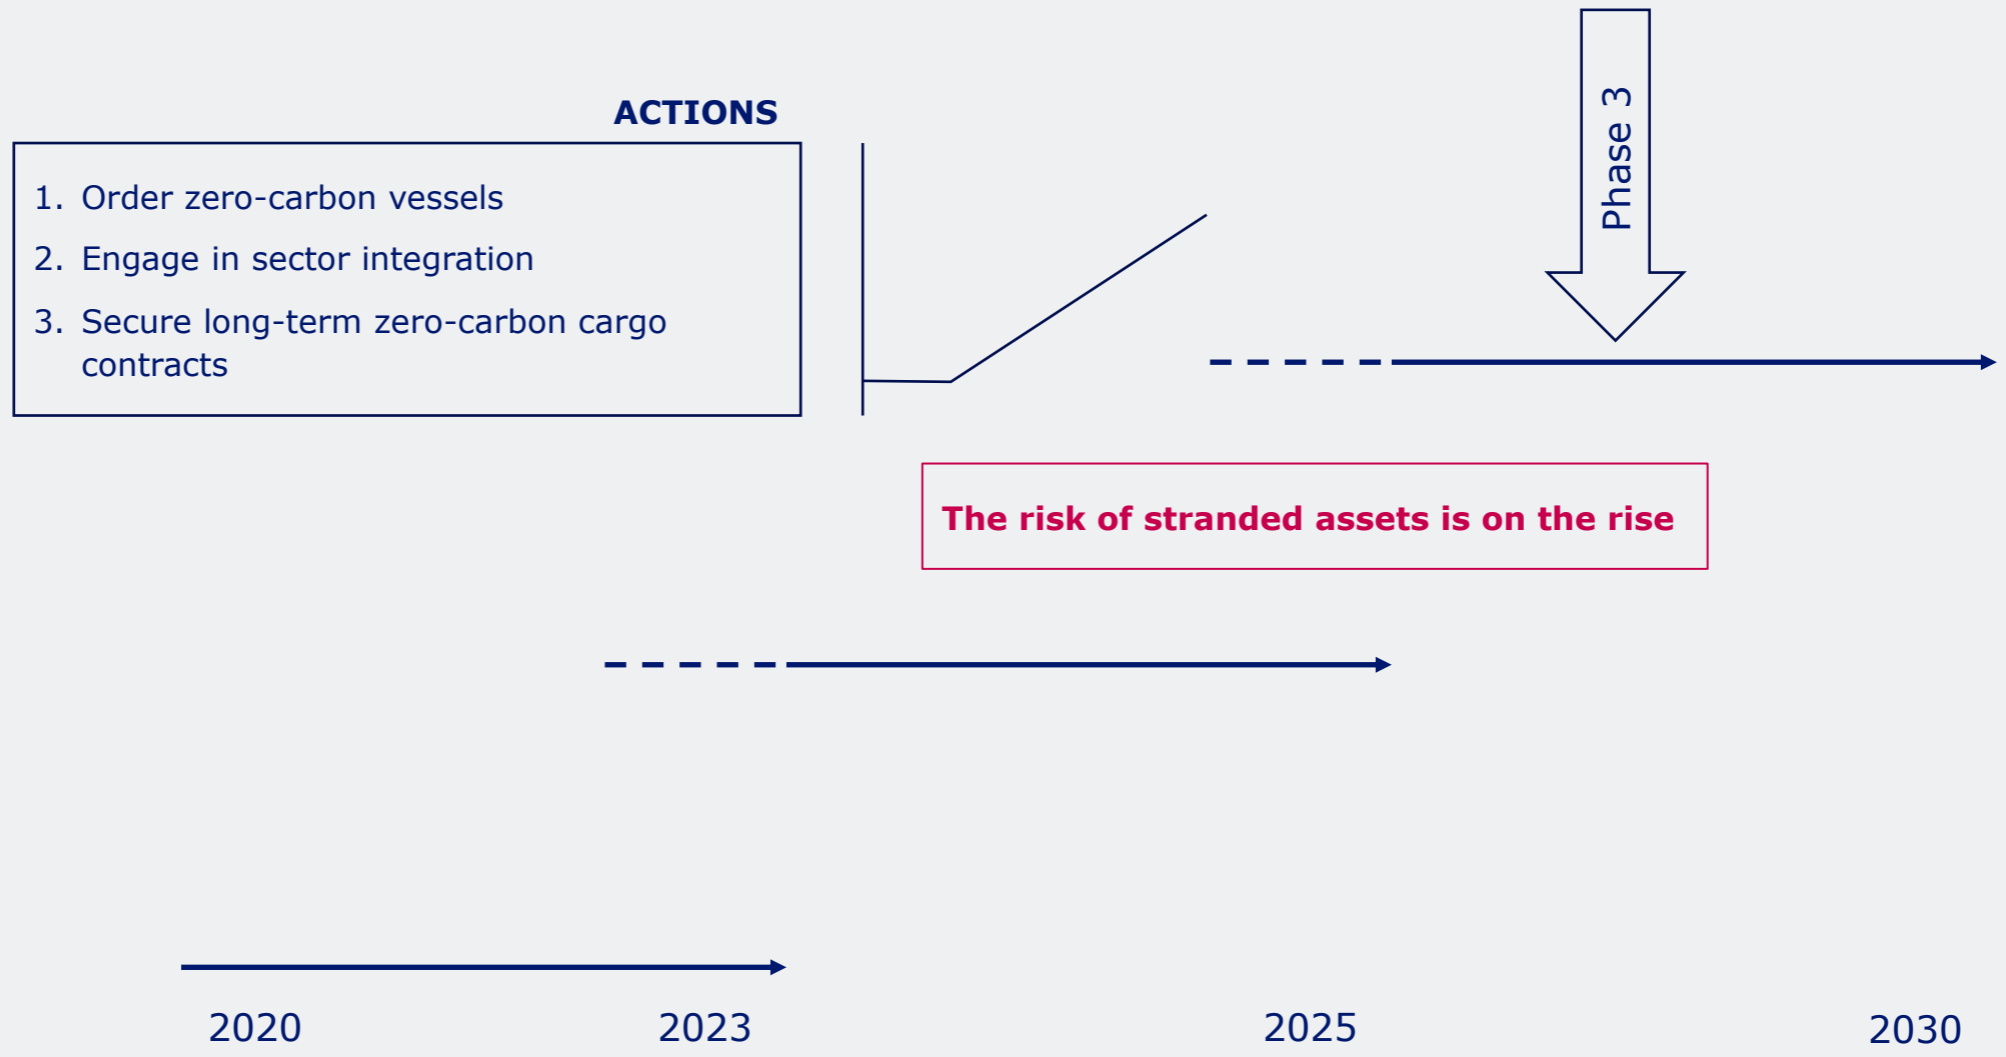 ACTIONS
1. Order zero-carbon vessels
2. Engage in sector integration
3. Secure long-term zero-carbon cargo
contracts
Phase 3
The risk of stranded assets is on the rise
2020
2023
2025
2030